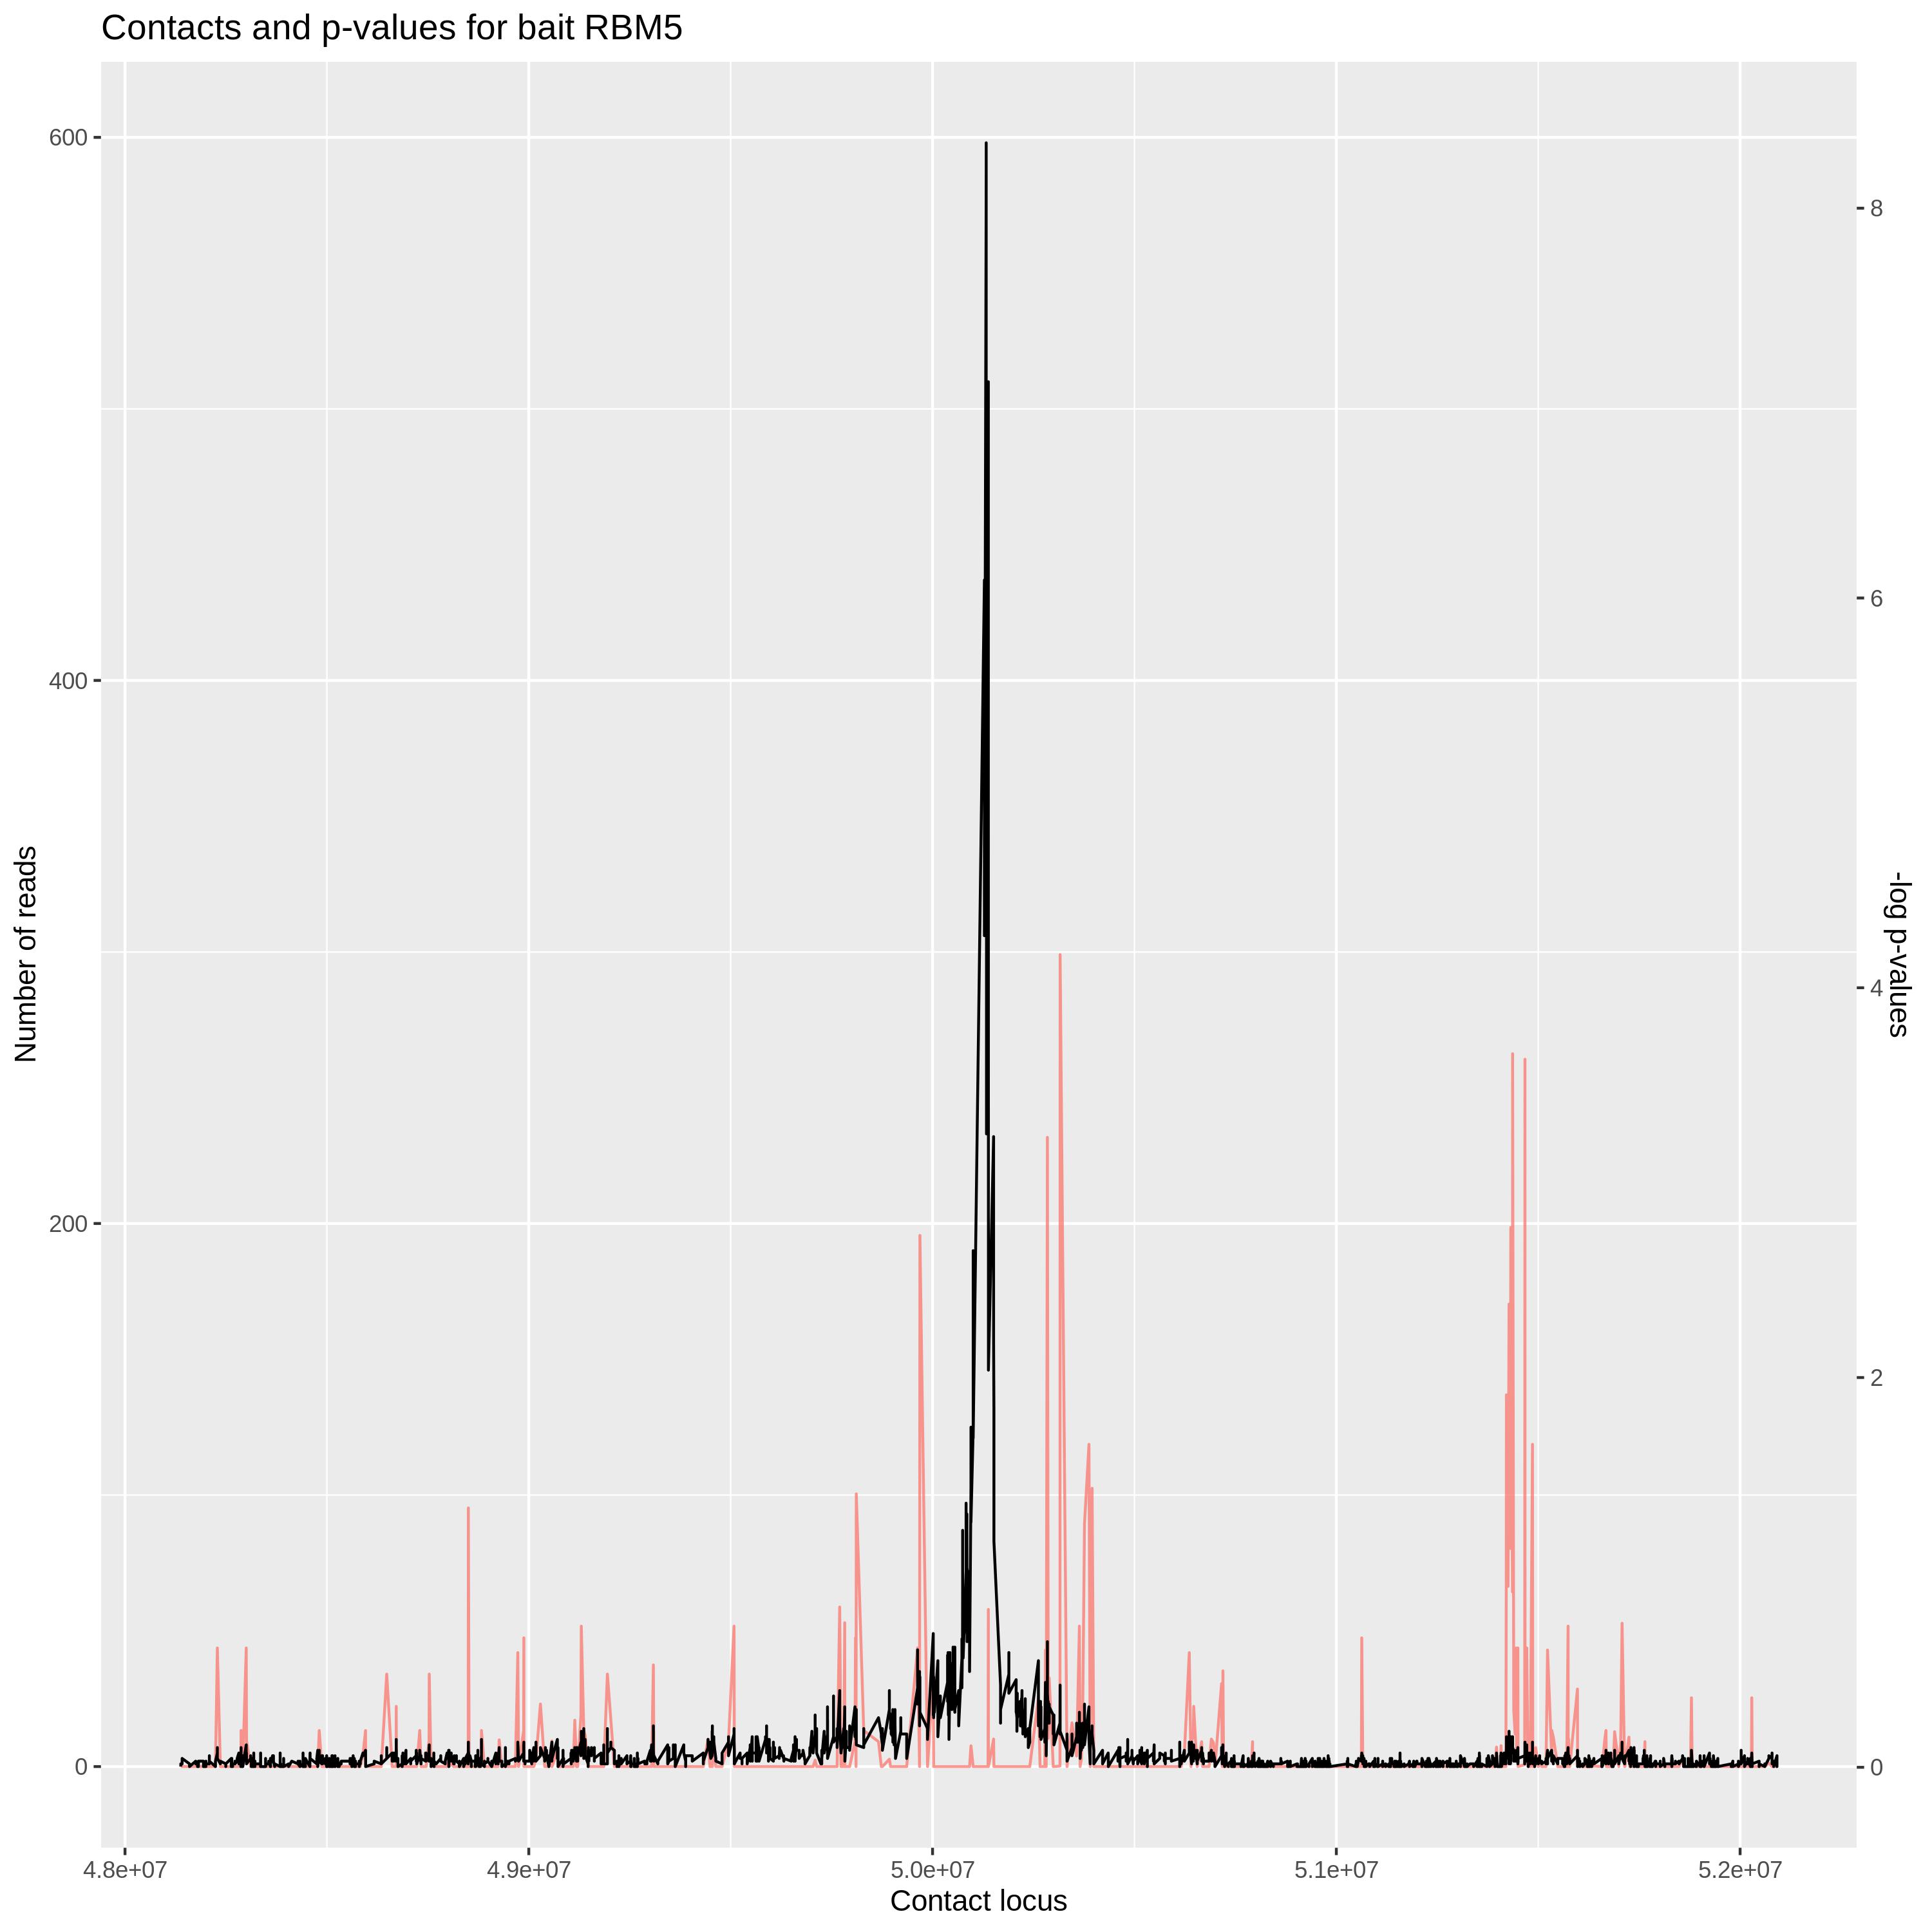 Contacts and p-values for bait RBM5
600
400
200
0
Number of reads
8
6
4
2
0
-log p-values
4.8e+07
4.9e+07
5.0e+07
5.1e+07
5.2e+07
Contact locus